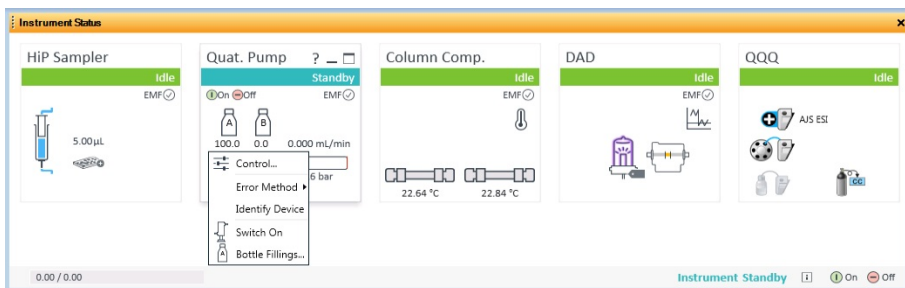 Instrument Status
HiP Sampler
Idle
EMF
5.00 µL
Quat. Pump ?
Standby
On Off EMF
A B
100.0 0.0 0.000 mL/min
6 bar
Control...
Error Method
Identify Device
Switch On
A Bottle Fillings...
Column Comp.
Idle
EMF
22.64 °C 22.84 °C
DAD
Idle
EMF
QQQ
Idle
AJS ESI
CC
0.00 / 0.00
Instrument Standby i On Off